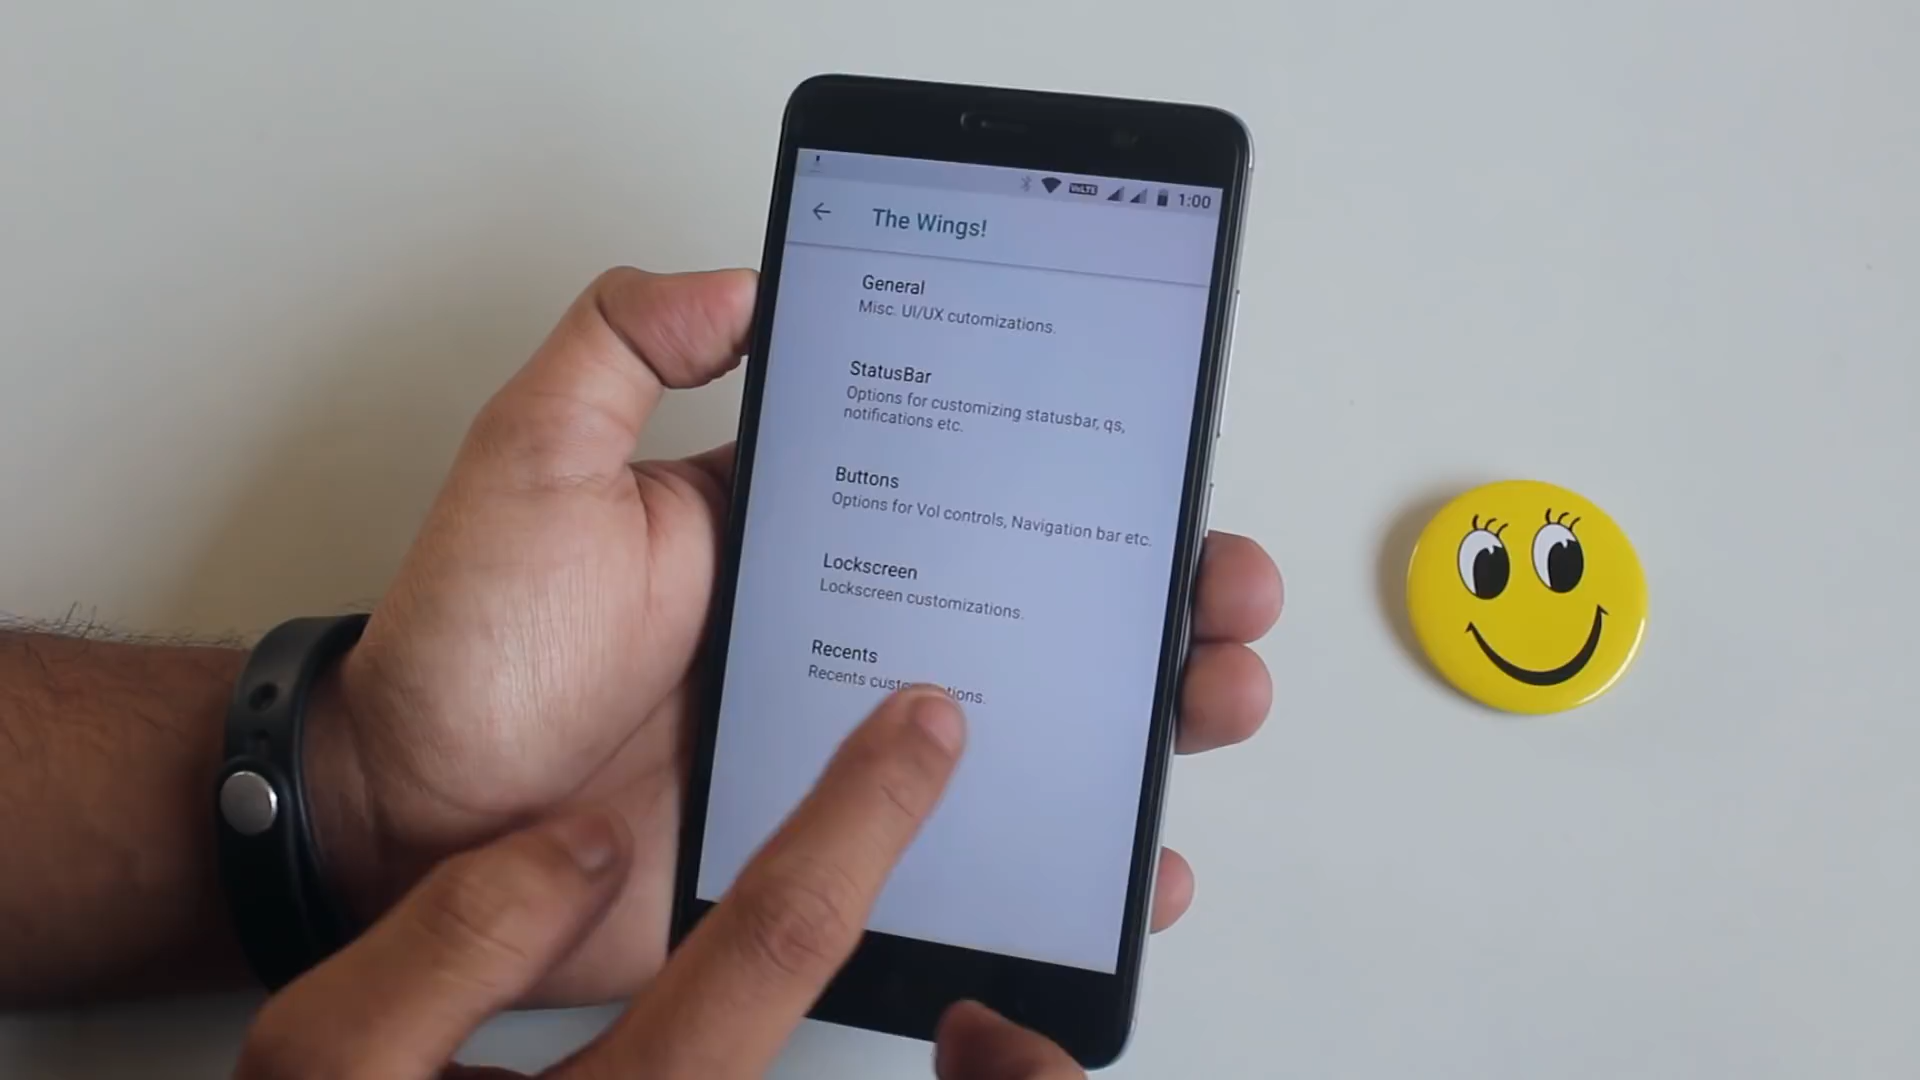 VoLTE 1:00
The Wings!
General
Misc. UI/UX cutomizations.
StatusBar
Options for customizing statusbar, qs,
notifications etc.
Buttons
Options for Vol controls, Navigation bar etc.
Lockscreen
Lockscreen customizations.
Recents
Recents